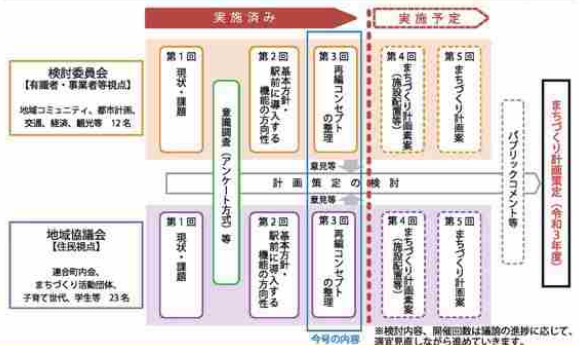 実施済み
実施予定
検討委員会
【有識者・事業者等視点】
地域コミュニティ、都市計画、
交通、経済、観光等 12名
第1回
現状・課題
意識調査（アンケート方式）等
第2回
基本方針・
駅前に導入する
機能の方向性
第3回
再編コンセプト
の整理
第4回
まちづくり計画素案
（施設配置等）
第5回
まちづくり計画案
パブリックコメント等
まちづくり計画策定（令和3年度）
意見等
計画策定の検討
意見等
地域協議会
【住民視点】
連合町内会、
まちづくり活動団体、
子育て世代、学生等 23名
第1回
現状・課題
第2回
基本方針・
駅前に導入する
機能の方向性
第3回
再編コンセプト
の整理
第4回
まちづくり計画素案
（施設配置等）
第5回
まちづくり計画案
今号の内容
※検討内容、開催回数は議論の進捗に応じて、
適宜見直しながら進めていきます。